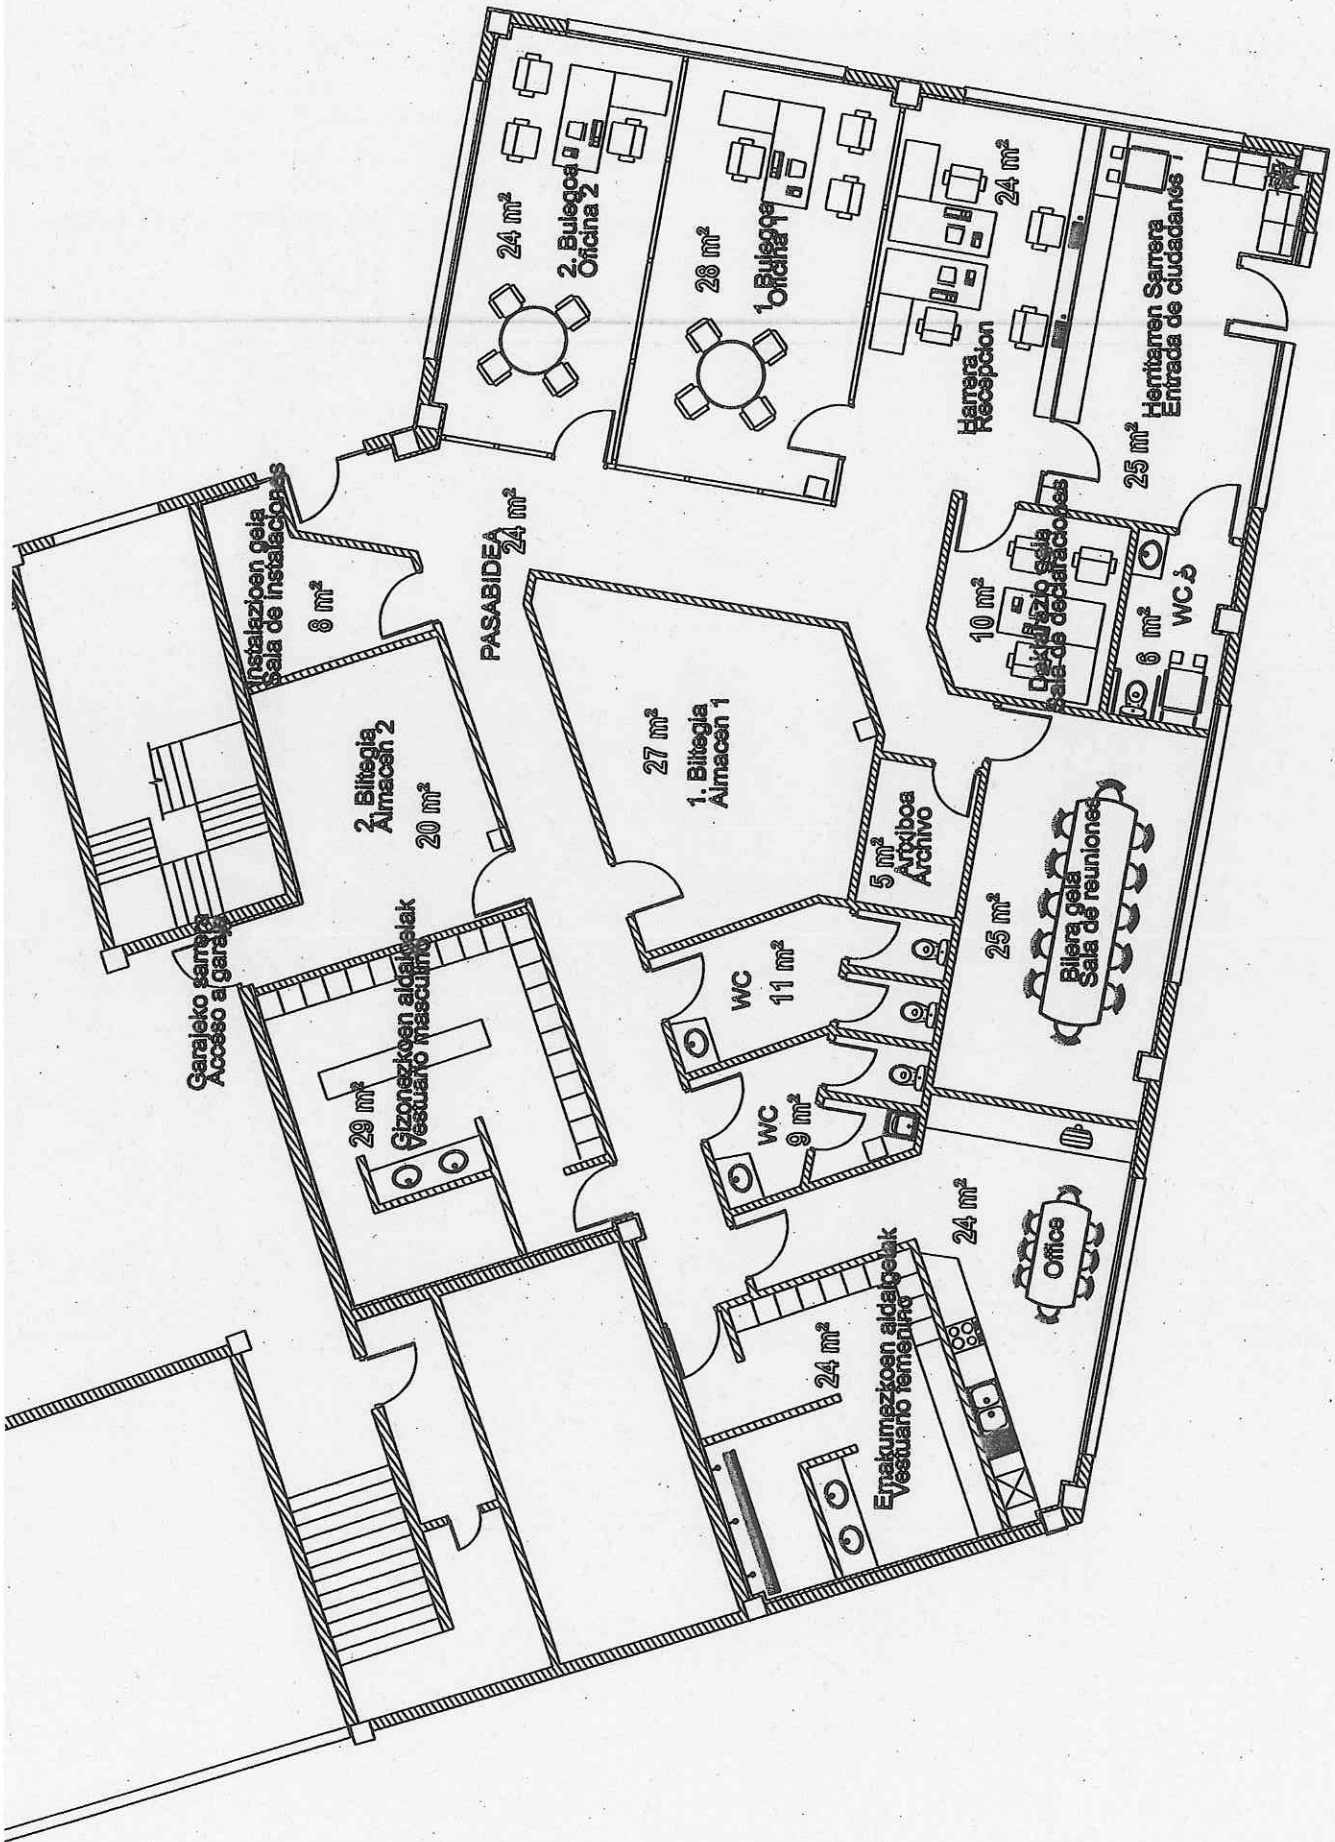 Garajeko sarrera
Acceso a garaje
Instalazioen gela
Sala de instalaciones
8 m²
2. Biltegia
Almacen 2
20 m²
29 m²
Gizonezkoen aldagelak
Vestuario masculino
PASABIDEA
24 m²
24 m²
2. Bulegoa
Oficina 2
28 m²
1. Bulegoa
Oficina 1
27 m²
1. Biltegia
Almacen 1
WC
11 m²
WC
9 m²
24 m²
Emakumezkoen aldagelak
Vestuario femenino
5 m²
Artxiboa
Archivo
Harrera
Recepcion
24 m²
10 m²
Deklarazio gela
Sala de declaraciones
25 m²
Herritarren Sarrera
Entrada de ciudadanos
6 m²
WC
25 m²
Bilera gela
Sala de reuniones
24 m²
Office